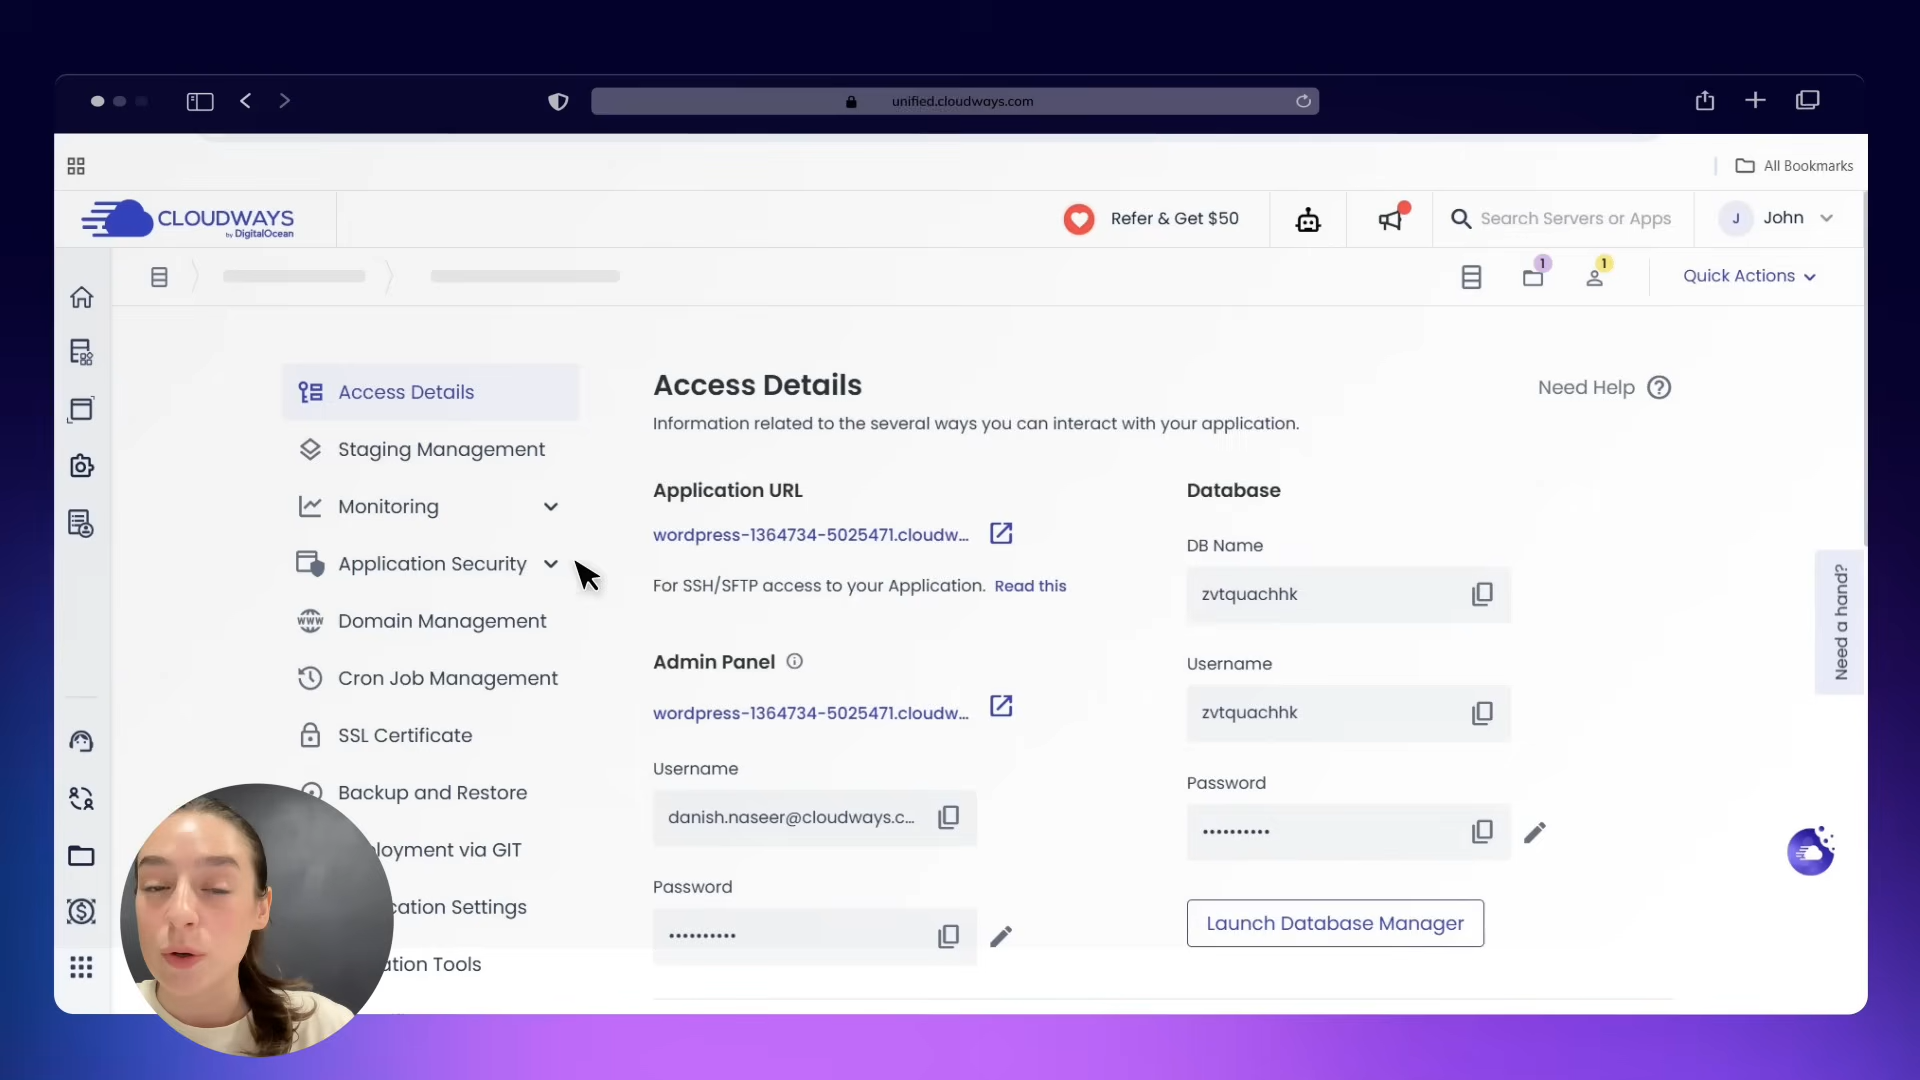 unified.cloudways.com
All Bookmarks
CLOUDWAYS
by DigitalOcean
Refer & Get $50
Search Servers or Apps
J
John
1
1
Quick Actions
Access Details
Staging Management
Monitoring
Application Security
Domain Management
Cron Job Management
SSL Certificate
Backup and Restore
loyment via GIT
cation Settings
ation Tools
Access Details
Need Help
Information related to the several ways you can interact with your application.
Application URL
wordpress-1364734-5025471.cloudw...
For SSH/SFTP access to your Application. Read this
Admin Panel
wordpress-1364734-5025471.cloudw...
Username
danish.naseer@cloudways.c...
Password
••••••••••
Database
DB Name
zvtquachhk
Username
zvtquachhk
Password
••••••••••
Launch Database Manager
Need a hand?